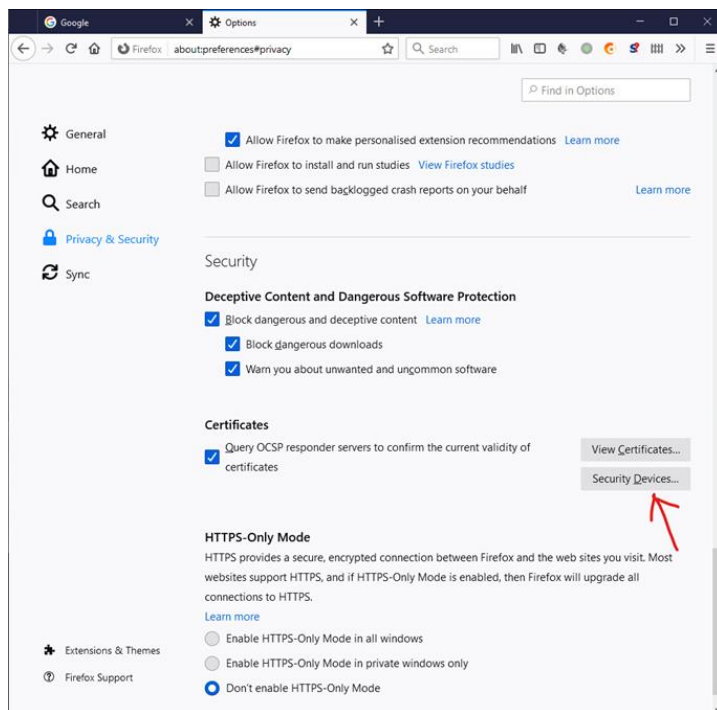 Google
Options
Firefox
about:preferences#privacy
Search
Find in Options
General
Home
Search
Privacy & Security
Sync
Extensions & Themes
Firefox Support
Allow Firefox to make personalised extension recommendations Learn more
Allow Firefox to install and run studies View Firefox studies
Allow Firefox to send backlogged crash reports on your behalf Learn more
Security
Deceptive Content and Dangerous Software Protection
Block dangerous and deceptive content Learn more
Block dangerous downloads
Warn you about unwanted and uncommon software
Certificates
Query OCSP responder servers to confirm the current validity of
certificates
View Certificates...
Security Devices...
HTTPS-Only Mode
HTTPS provides a secure, encrypted connection between Firefox and the web sites you visit. Most
websites support HTTPS, and if HTTPS-Only Mode is enabled, then Firefox will upgrade all
connections to HTTPS.
Learn more
Enable HTTPS-Only Mode in all windows
Enable HTTPS-Only Mode in private windows only
Don't enable HTTPS-Only Mode